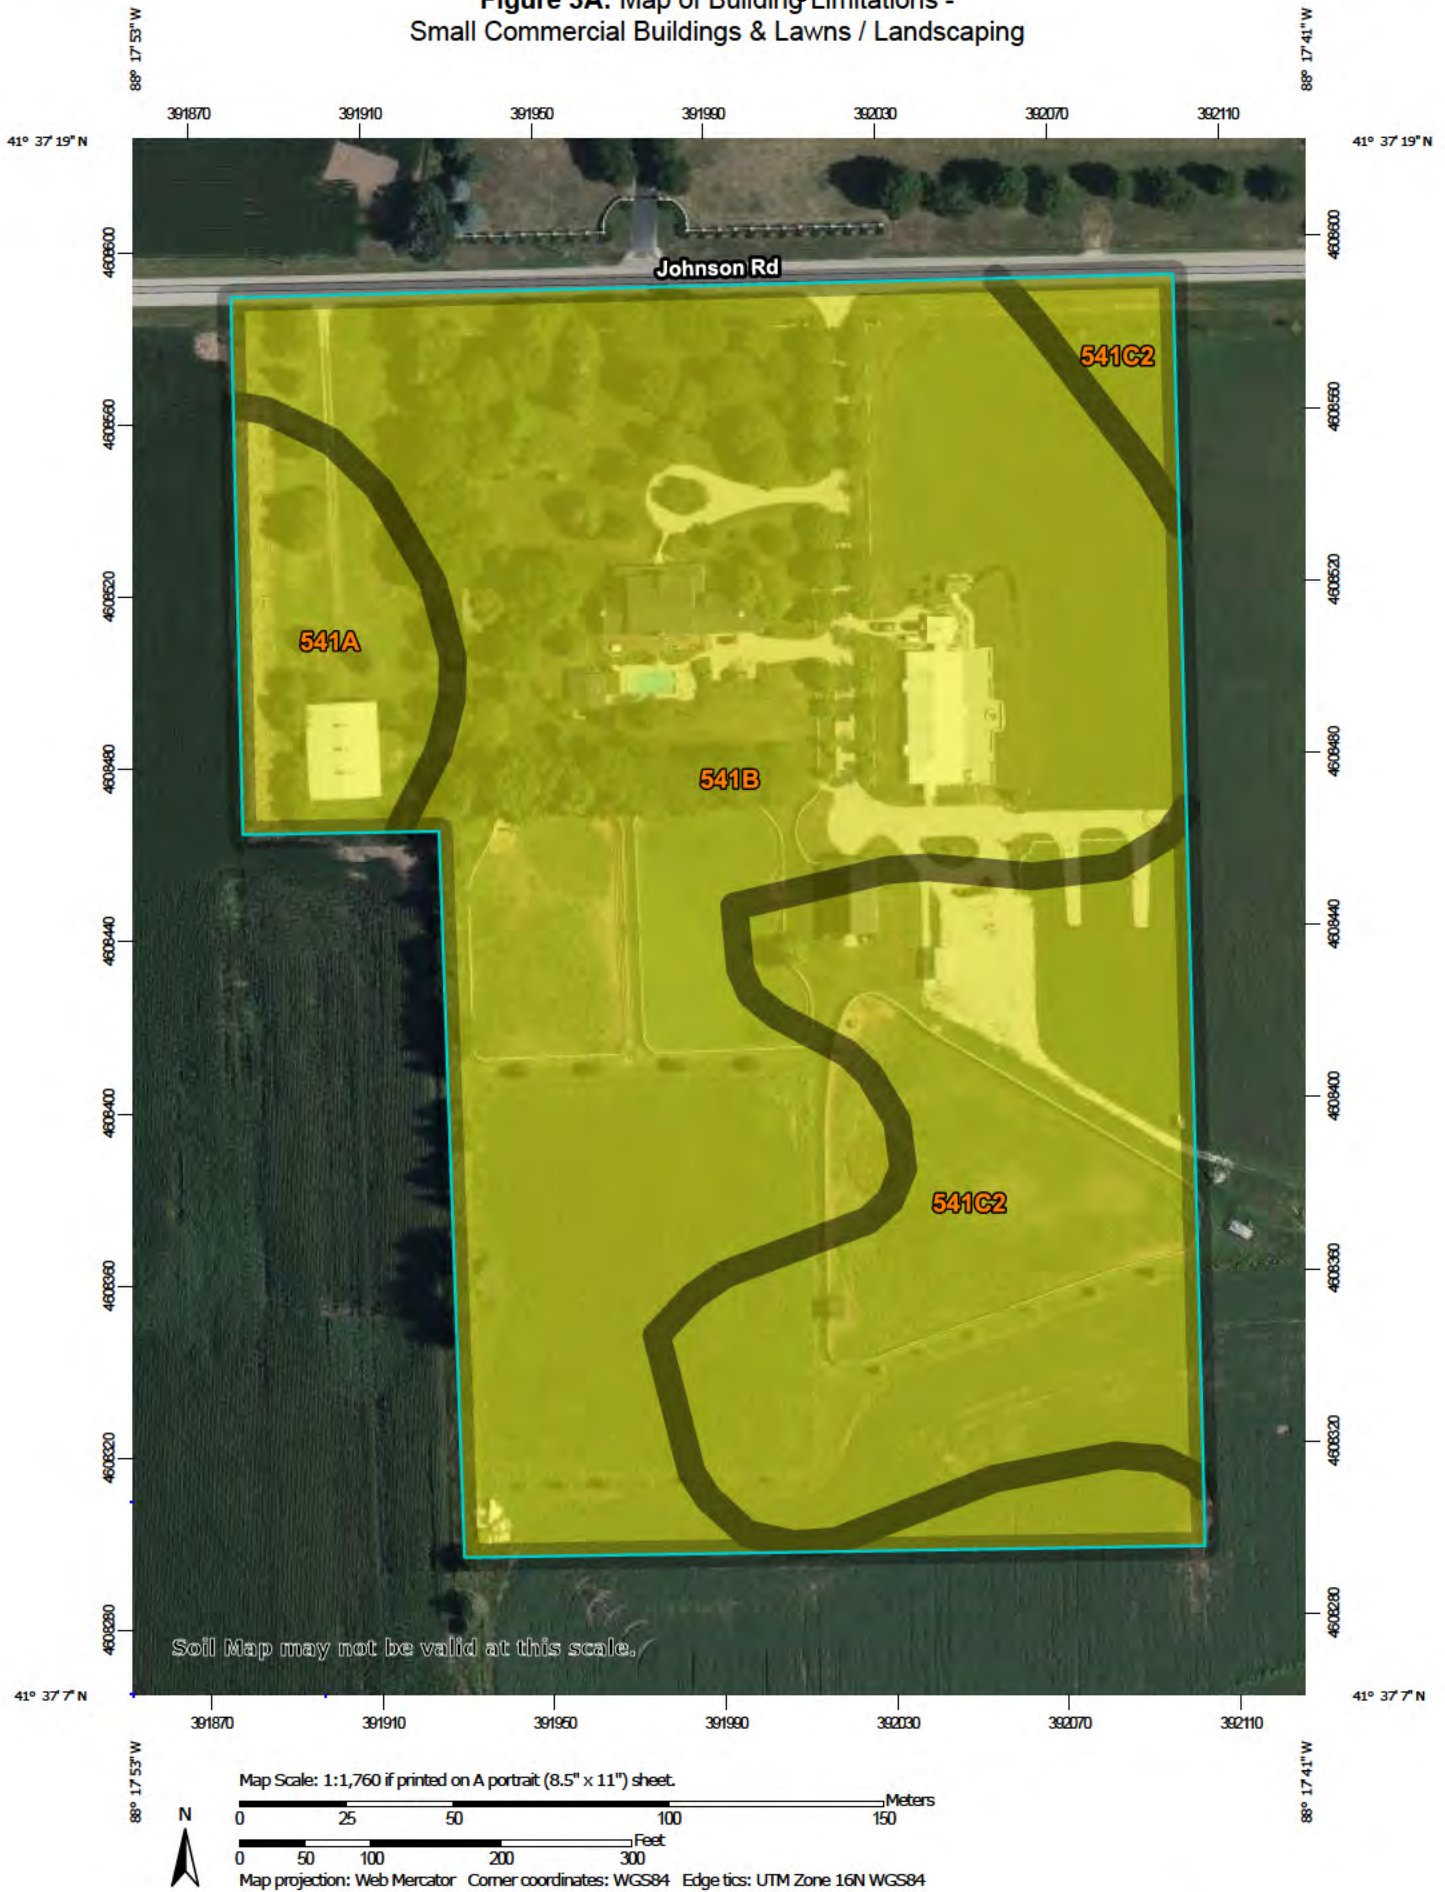 Figure 3A: Map of Building Limitations -
Small Commercial Buildings & Lawns / Landscaping
88° 17' 53" W
88° 17' 41" W
391870 391910 391950 391990 392030 392070 392110
41° 37' 19" N
41° 37' 19" N
4608600
4608600
Johnson Rd
541C2
4608560
4608560
4608520
4608520
541A
4608480
4608480
541B
4608440
4608440
4608400
4608400
541C2
4608360
4608360
4608320
4608320
4608280
4608280
Soil Map may not be valid at this scale.
41° 37' 7" N
41° 37' 7" N
391870 391910 391950 391990 392030 392070 392110
88° 17' 53" W
88° 17' 41" W
Map Scale: 1:1,760 if printed on A portrait (8.5" x 11") sheet.
Meters
0 25 50 100 150
N
Feet
0 50 100 200 300
Map projection: Web Mercator Corner coordinates: WGS84 Edge tics: UTM Zone 16N WGS84